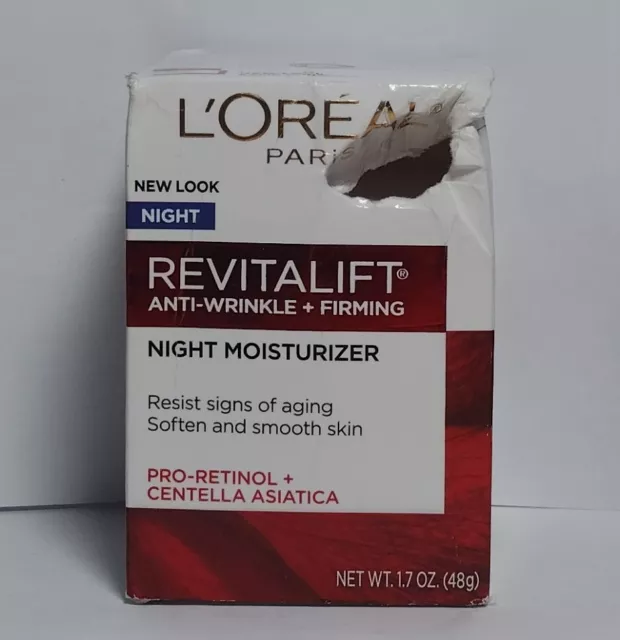 L'ORÉAL®
PARIS
NEW LOOK
NIGHT
REVITALIFT®
ANTI-WRINKLE + FIRMING
NIGHT MOISTURIZER
Resist signs of aging
Soften and smooth skin
PRO-RETINOL +
CENTELLA ASIATICA
NET WT. 1.7 OZ. (48g)